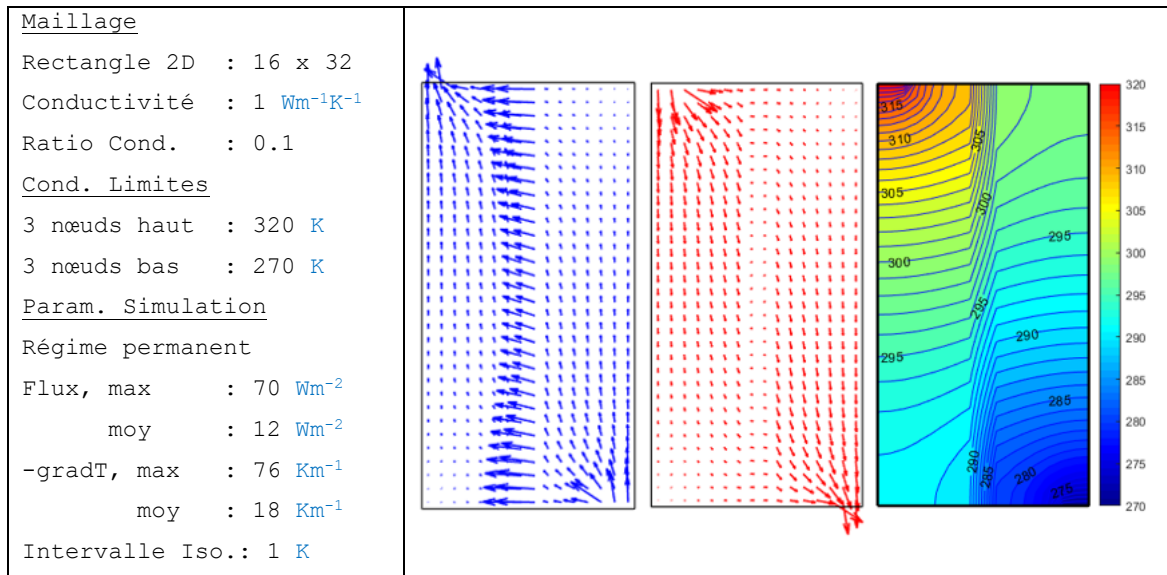 Maillage
Rectangle 2D : 16 x 32
Conductivité : 1 Wm⁻¹K⁻¹
Ratio Cond. : 0.1
Cond. Limites
3 nœuds haut : 320 K
3 nœuds bas : 270 K
Param. Simulation
Régime permanent
Flux, max : 70 Wm⁻²
moy : 12 Wm⁻²
-gradT, max : 76 Km⁻¹
moy : 18 Km⁻¹
Intervalle Iso.: 1 K
315
310
305
305
300
300
295
295
295
290
290
285
285
275
320
315
310
305
300
295
290
285
280
275
270